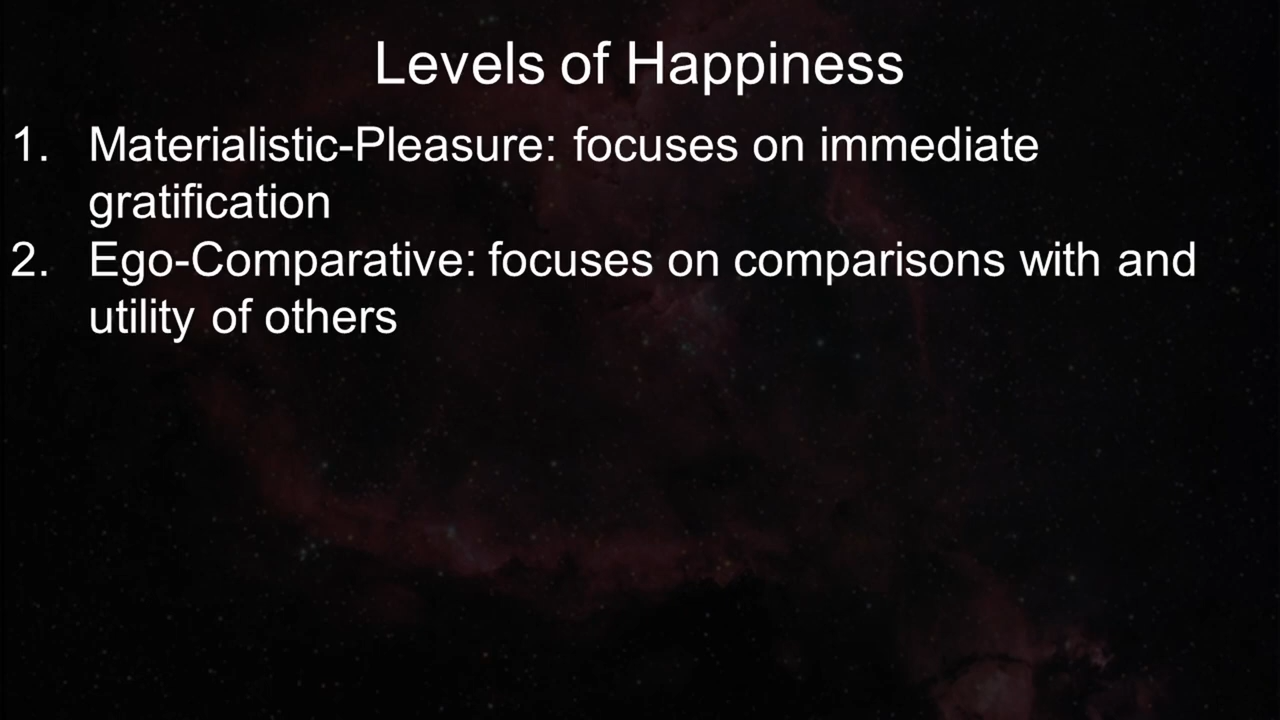 Levels of Happiness
1. Materialistic-Pleasure: focuses on immediate
gratification
2. Ego-Comparative: focuses on comparisons with and
utility of others